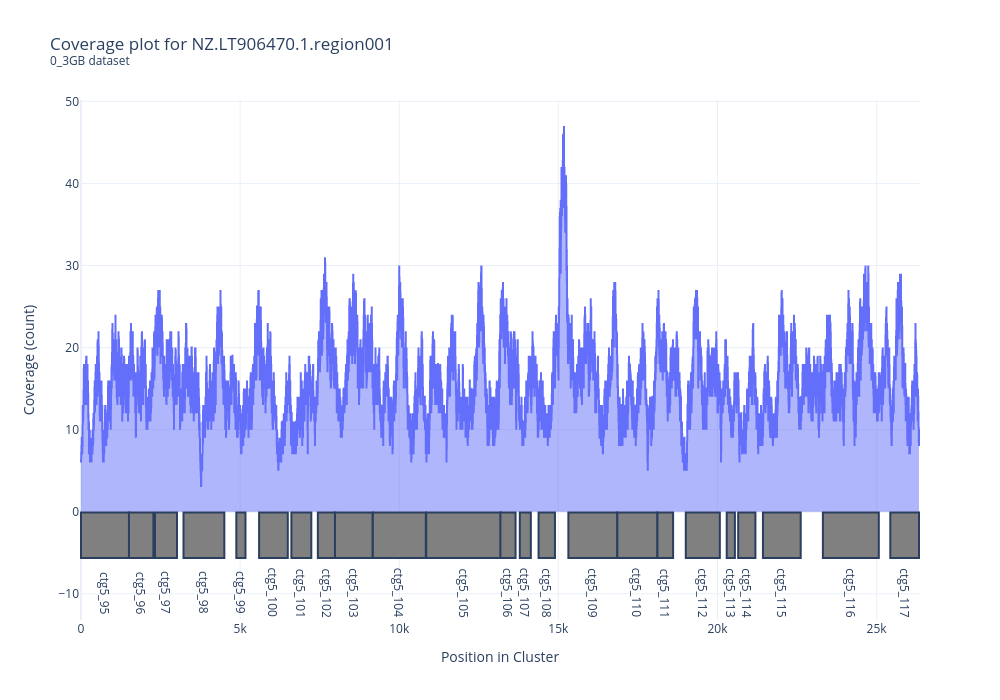 Coverage plot for NZ.LT906470.1.region001
0_3GB dataset
50
40
30
20
10
0
−10
Coverage (count)
ctg5_95
ctg5_96
ctg5_97
ctg5_98
ctg5_99
ctg5_100
ctg5_101
ctg5_102
ctg5_103
ctg5_104
ctg5_105
ctg5_106
ctg5_107
ctg5_108
ctg5_109
ctg5_110
ctg5_111
ctg5_112
ctg5_113
ctg5_114
ctg5_115
ctg5_116
ctg5_117
0
5k
10k
15k
20k
25k
Position in Cluster